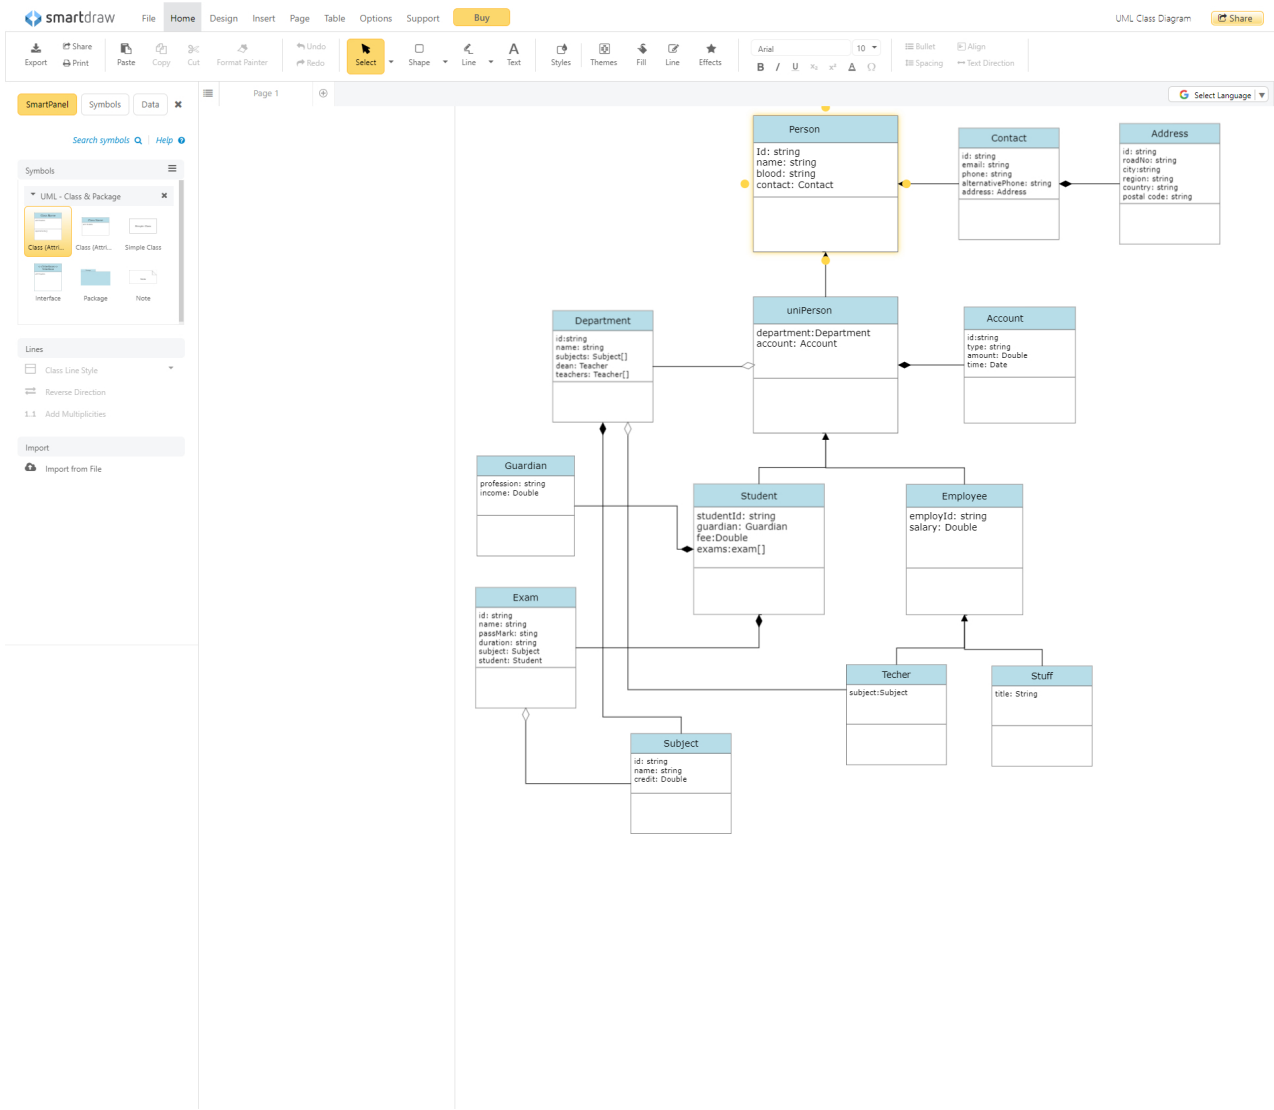 smartdraw
File Home Design Insert Page Table Options Support Buy
UML Class Diagram Share
Export Share Print Paste Copy Cut Format Painter Undo Redo Select Shape Line Text Styles Themes Fill Line Effects
Arial 10
B I U X₂ X² A
Bullet Align
Spacing Text Direction
SmartPanel Symbols Data
Page 1
Select Language
Search symbols Help
Symbols
UML - Class & Package
Class (Attri... Class (Attri... Simple Class
Interface Package Note
Lines
Class Line Style
Reverse Direction
1..1 Add Multiplicities
Import
Import from File
Person
Id: string
name: string
blood: string
contact: Contact
Contact
id: string
email: string
phone: string
alternativePhone: string
address: Address
Address
id: string
roadNo: string
city:string
region: string
country: string
postal code: string
Department
id:string
name: string
subjects: Subject[]
dean: Teacher
teachers: Teacher[]
uniPerson
department:Department
account: Account
Account
id:string
type: string
amount: Double
time: Date
Guardian
profession: string
income: Double
Student
studentId: string
guardian: Guardian
fee:Double
exams:exam[]
Employee
employId: string
salary: Double
Exam
id: string
name: string
passMark: sting
duration: string
subject: Subject
student: Student
Techer
subject:Subject
Stuff
title: String
Subject
id: string
name: string
credit: Double